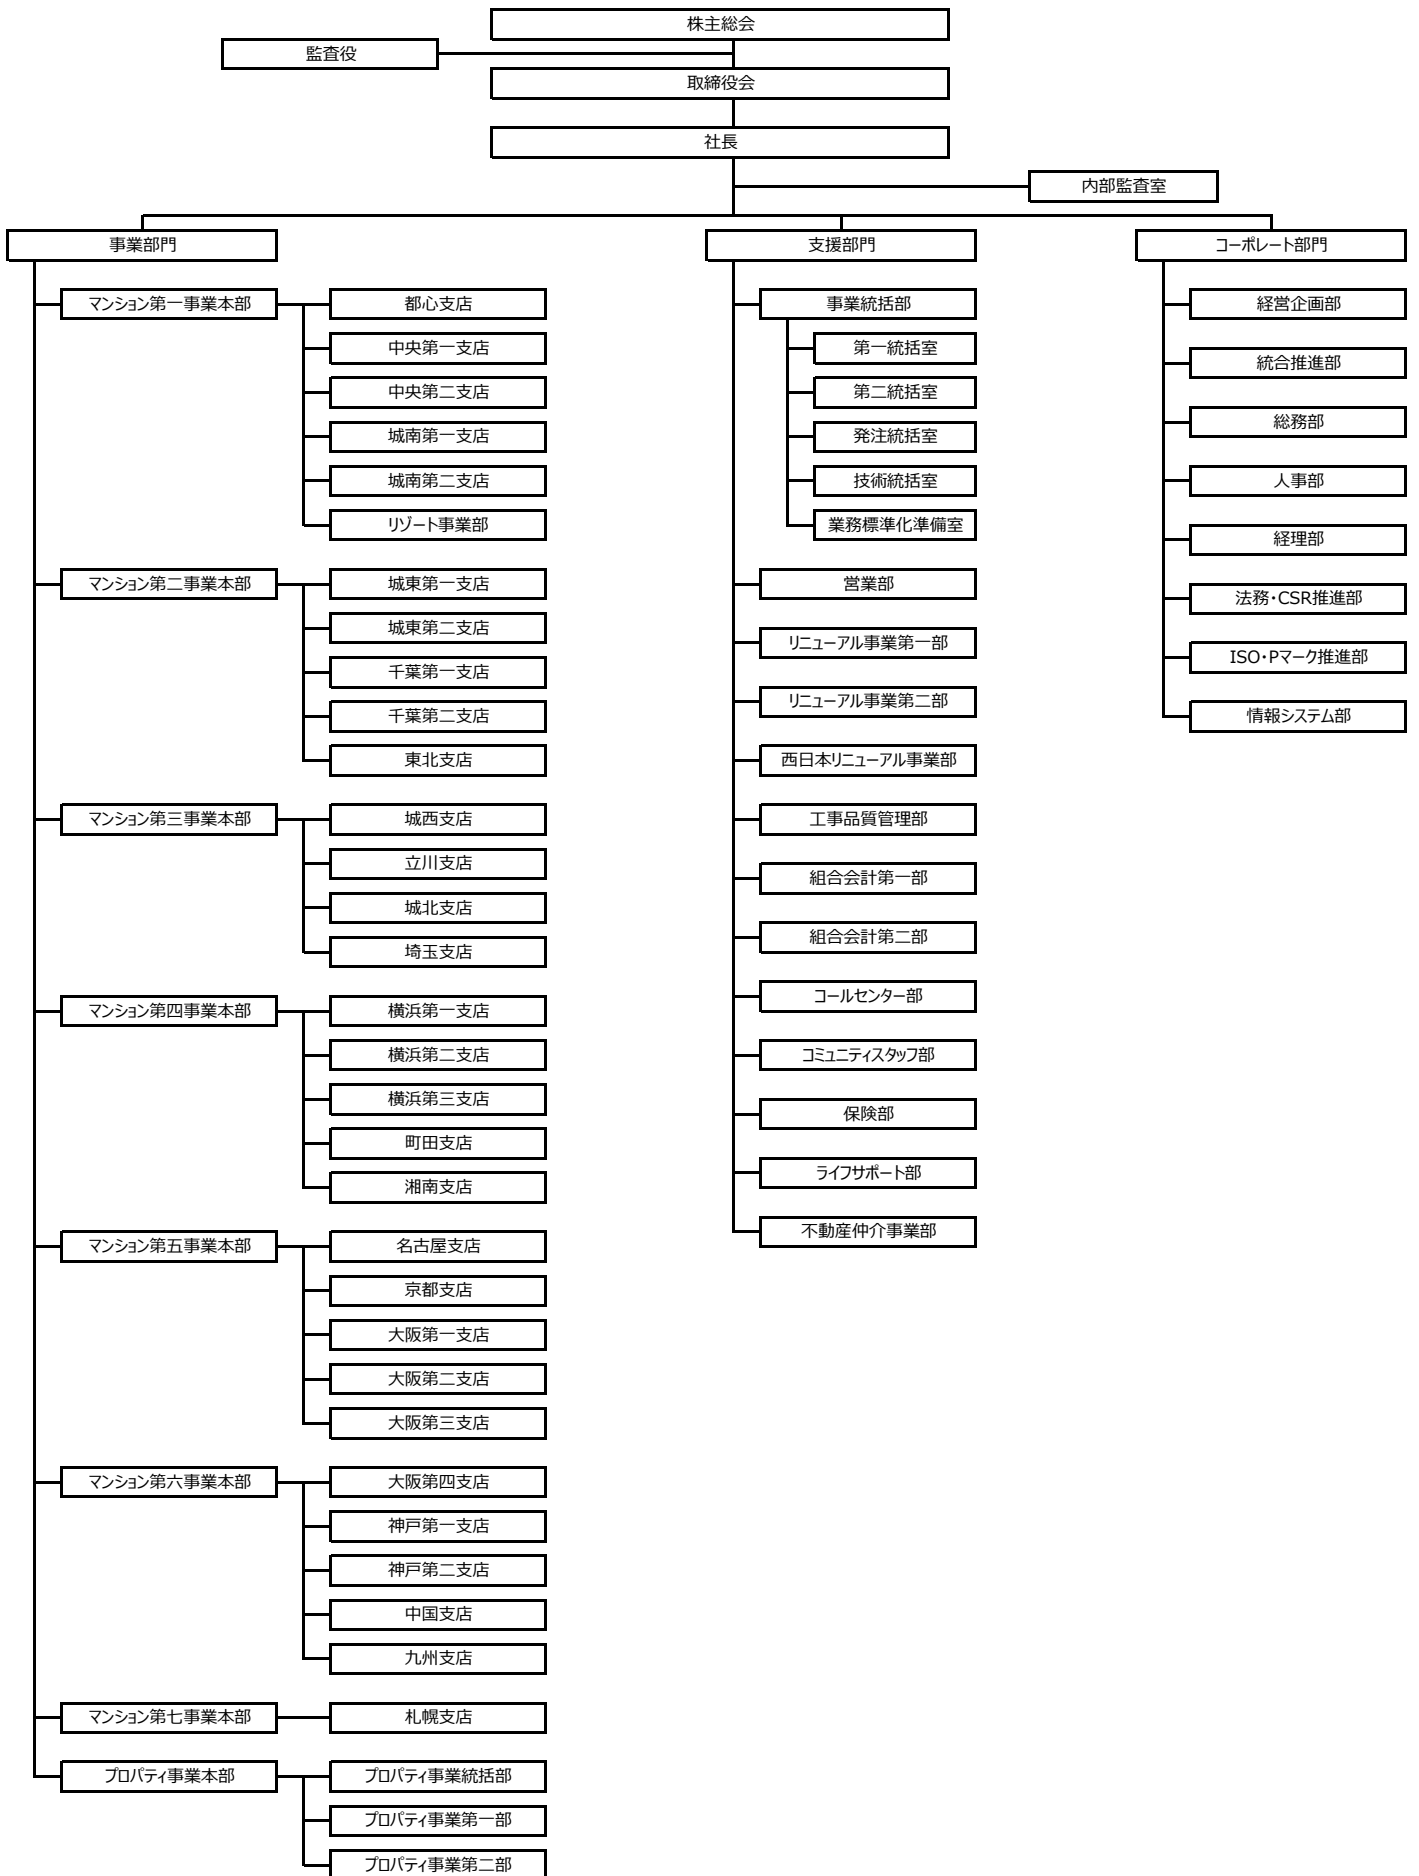 株主総会
監査役
取締役会
社長
内部監査室
事業部門
マンション第一事業本部
都心支店
中央第一支店
中央第二支店
城南第一支店
城南第二支店
リゾート事業部
マンション第二事業本部
城東第一支店
城東第二支店
千葉第一支店
千葉第二支店
東北支店
マンション第三事業本部
城西支店
立川支店
城北支店
埼玉支店
マンション第四事業本部
横浜第一支店
横浜第二支店
横浜第三支店
町田支店
湘南支店
マンション第五事業本部
名古屋支店
京都支店
大阪第一支店
大阪第二支店
大阪第三支店
マンション第六事業本部
大阪第四支店
神戸第一支店
神戸第二支店
中国支店
九州支店
マンション第七事業本部
札幌支店
プロパティ事業本部
プロパティ事業統括部
プロパティ事業第一部
プロパティ事業第二部
支援部門
事業統括部
第一統括室
第二統括室
発注統括室
技術統括室
業務標準化準備室
営業部
リニューアル事業第一部
リニューアル事業第二部
西日本リニューアル事業部
工事品質管理部
組合会計第一部
組合会計第二部
コールセンター部
コミュニティスタッフ部
保険部
ライフサポート部
不動産仲介事業部
コーポレート部門
経営企画部
統合推進部
総務部
人事部
経理部
法務・CSR推進部
ISO・Pマーク推進部
情報システム部